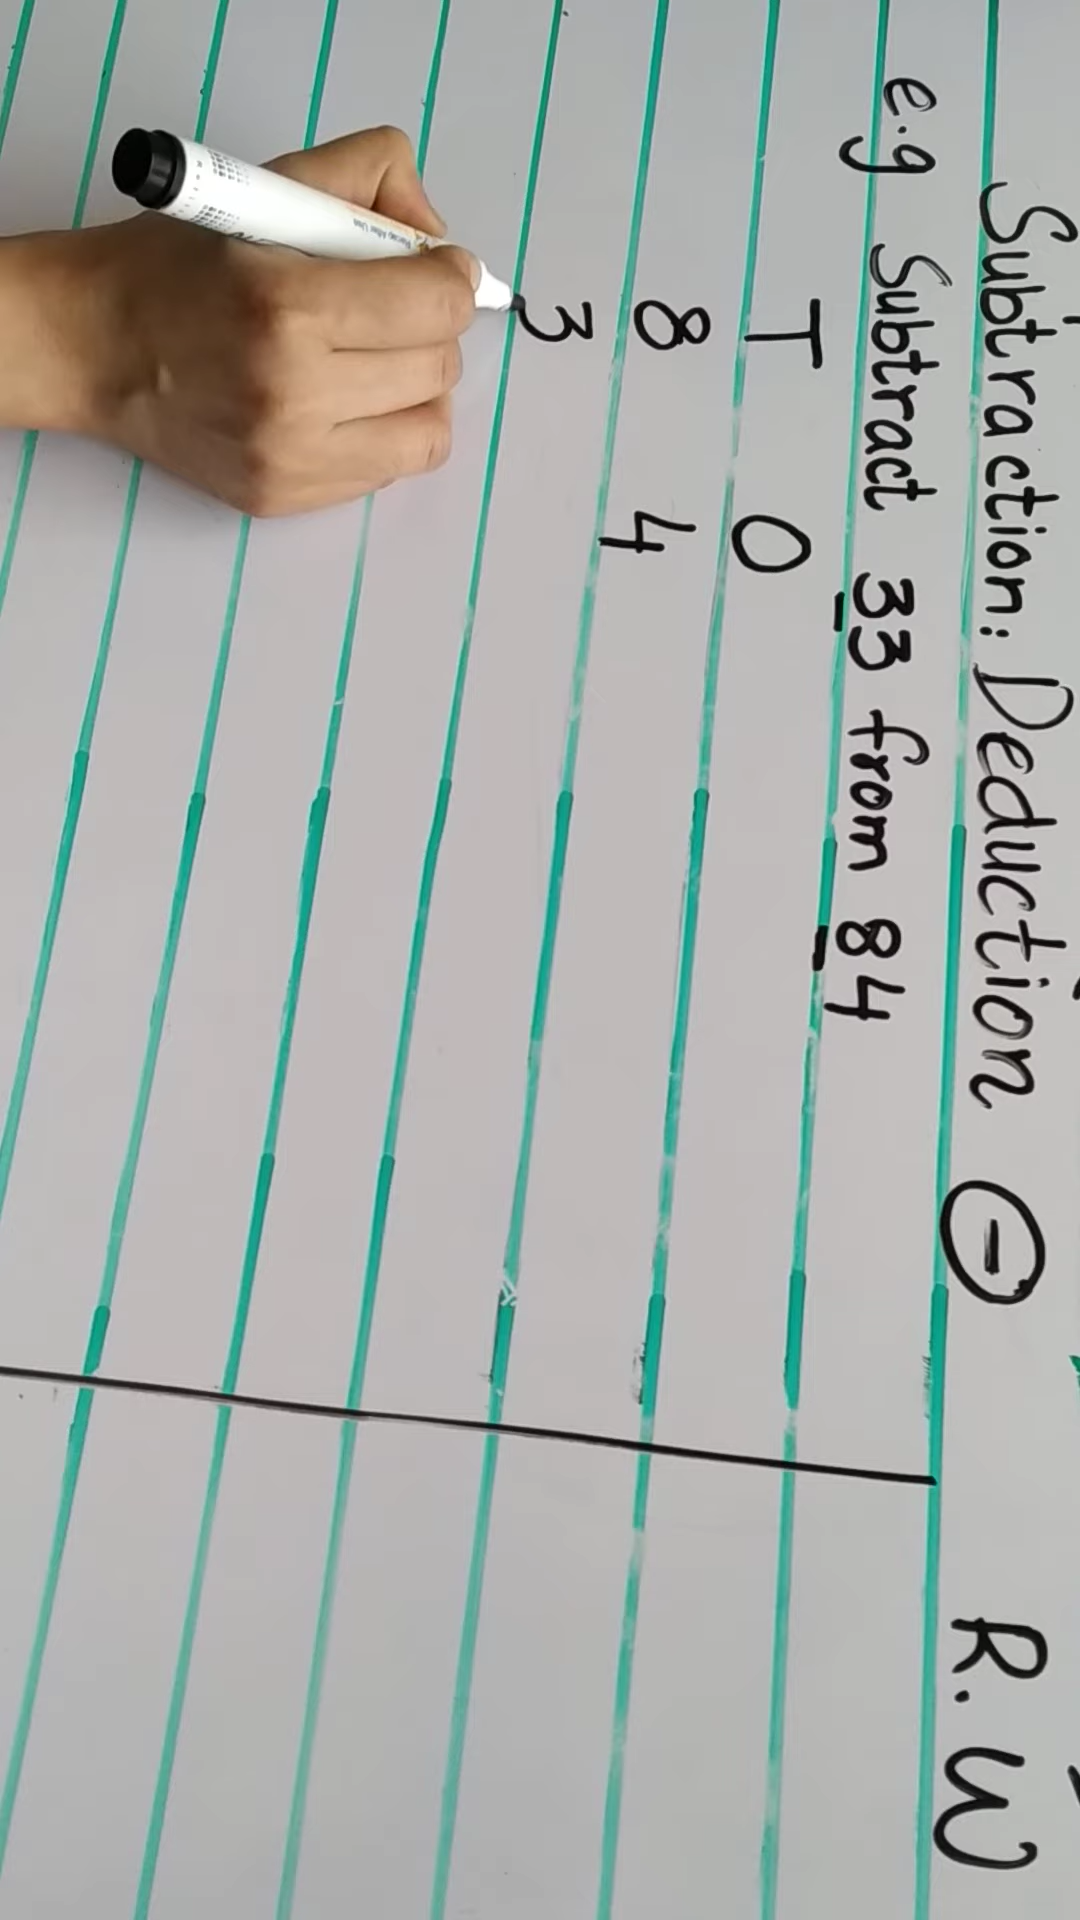 Subtraction: Deduction ⊖ R.W
e.g Subtract 33 from 84
T O
8 4
3